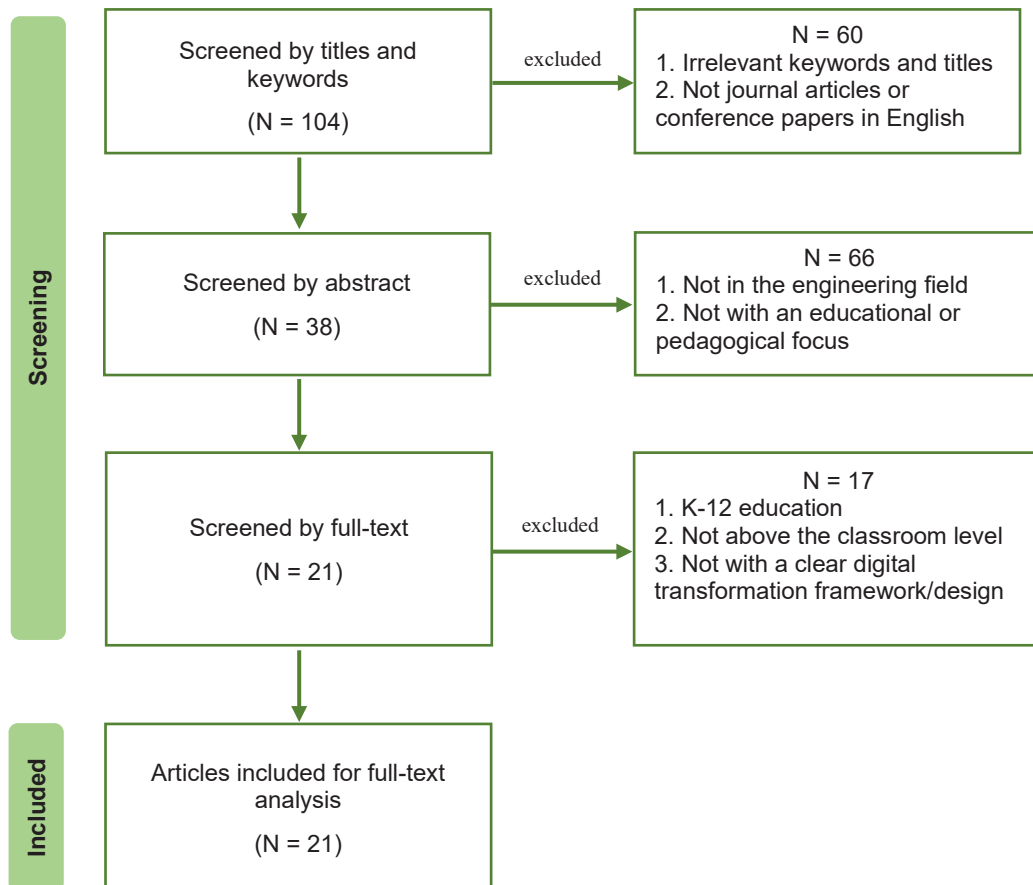 Screening
Screened by titles and
keywords
(N = 104)
excluded
N = 60
1. Irrelevant keywords and titles
2. Not journal articles or
conference papers in English
Screened by abstract
(N = 38)
excluded
N = 66
1. Not in the engineering field
2. Not with an educational or
pedagogical focus
Screened by full-text
(N = 21)
excluded
N = 17
1. K-12 education
2. Not above the classroom level
3. Not with a clear digital
transformation framework/design
Included
Articles included for full-text
analysis
(N = 21)